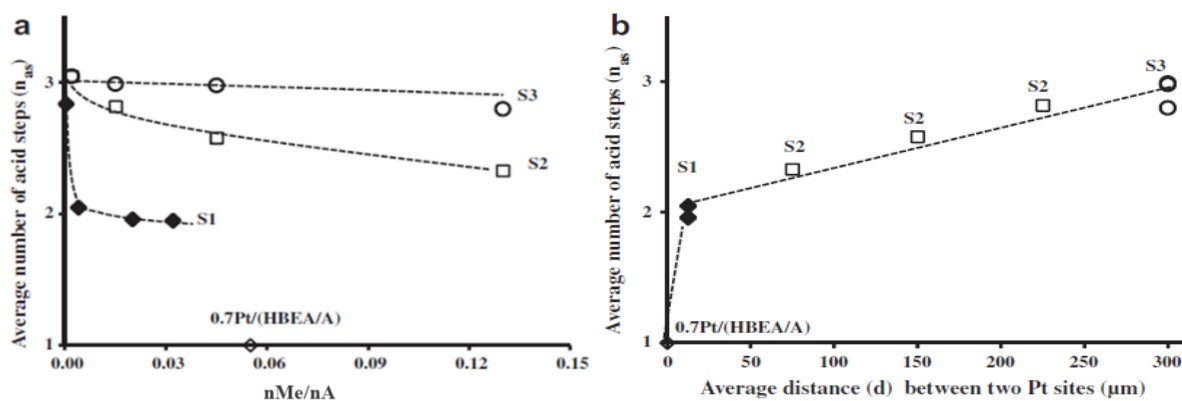 a
Average number of acid steps (n_as)
3
2
1
S3
S2
S1
0.7Pt/(HBEA/A)
0.00 0.03 0.06 0.09 0.12 0.15
nMe/nA
b
Average number of acid steps (n_as)
3
2
1
S3
S2
S2
S2
S1
0.7Pt/(HBEA/A)
0 50 100 150 200 250 300
Average distance (d) between two Pt sites (µm)